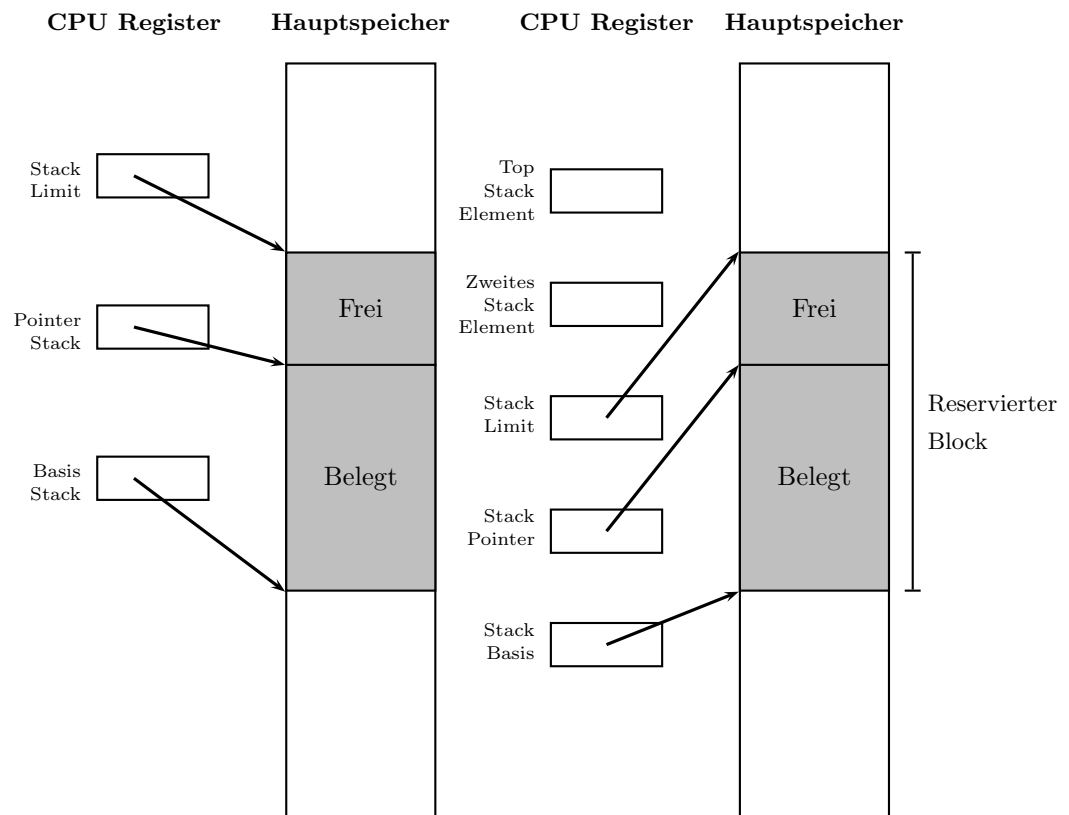 CPU Register
Hauptspeicher
CPU Register
Hauptspeicher
Stack
Limit
Pointer
Stack
Basis
Stack
Frei
Belegt
Top
Stack
Element
Zweites
Stack
Element
Stack
Limit
Stack
Pointer
Stack
Basis
Frei
Belegt
Reservierter
Block